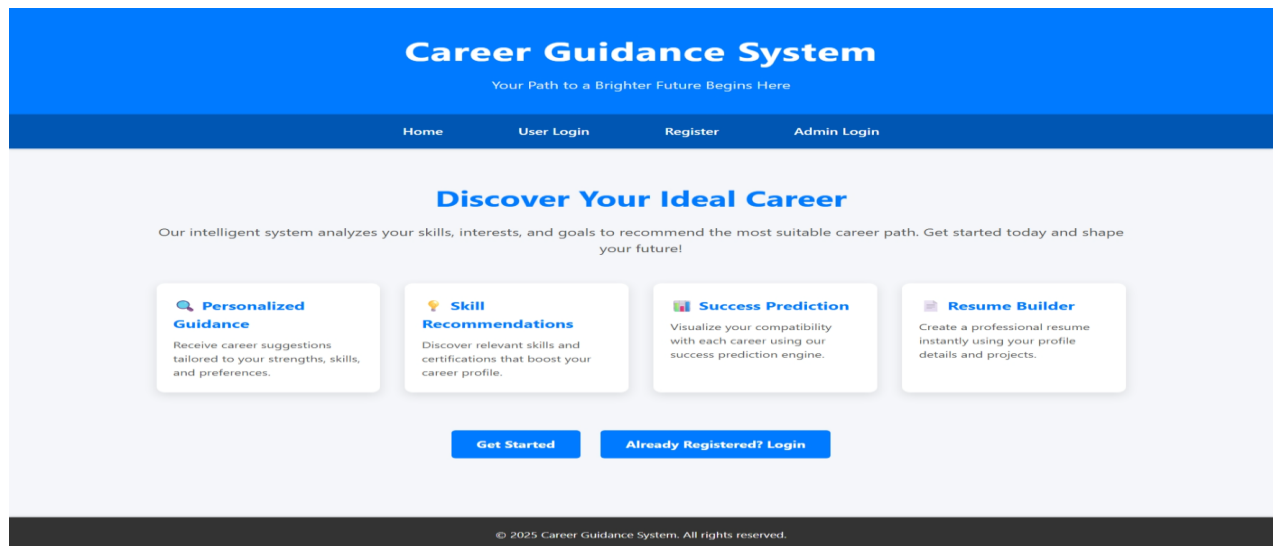 Career Guidance System
Your Path to a Brighter Future Begins Here
Home User Login Register Admin Login
Discover Your Ideal Career
Our intelligent system analyzes your skills, interests, and goals to recommend the most suitable career path. Get started today and shape
your future!
Personalized
Guidance
Receive career suggestions
tailored to your strengths, skills,
and preferences.
Skill
Recommendations
Discover relevant skills and
certifications that boost your
career profile.
Success Prediction
Visualize your compatibility
with each career using our
success prediction engine.
Resume Builder
Create a professional resume
instantly using your profile
details and projects.
Get Started
Already Registered? Login
© 2025 Career Guidance System. All rights reserved.